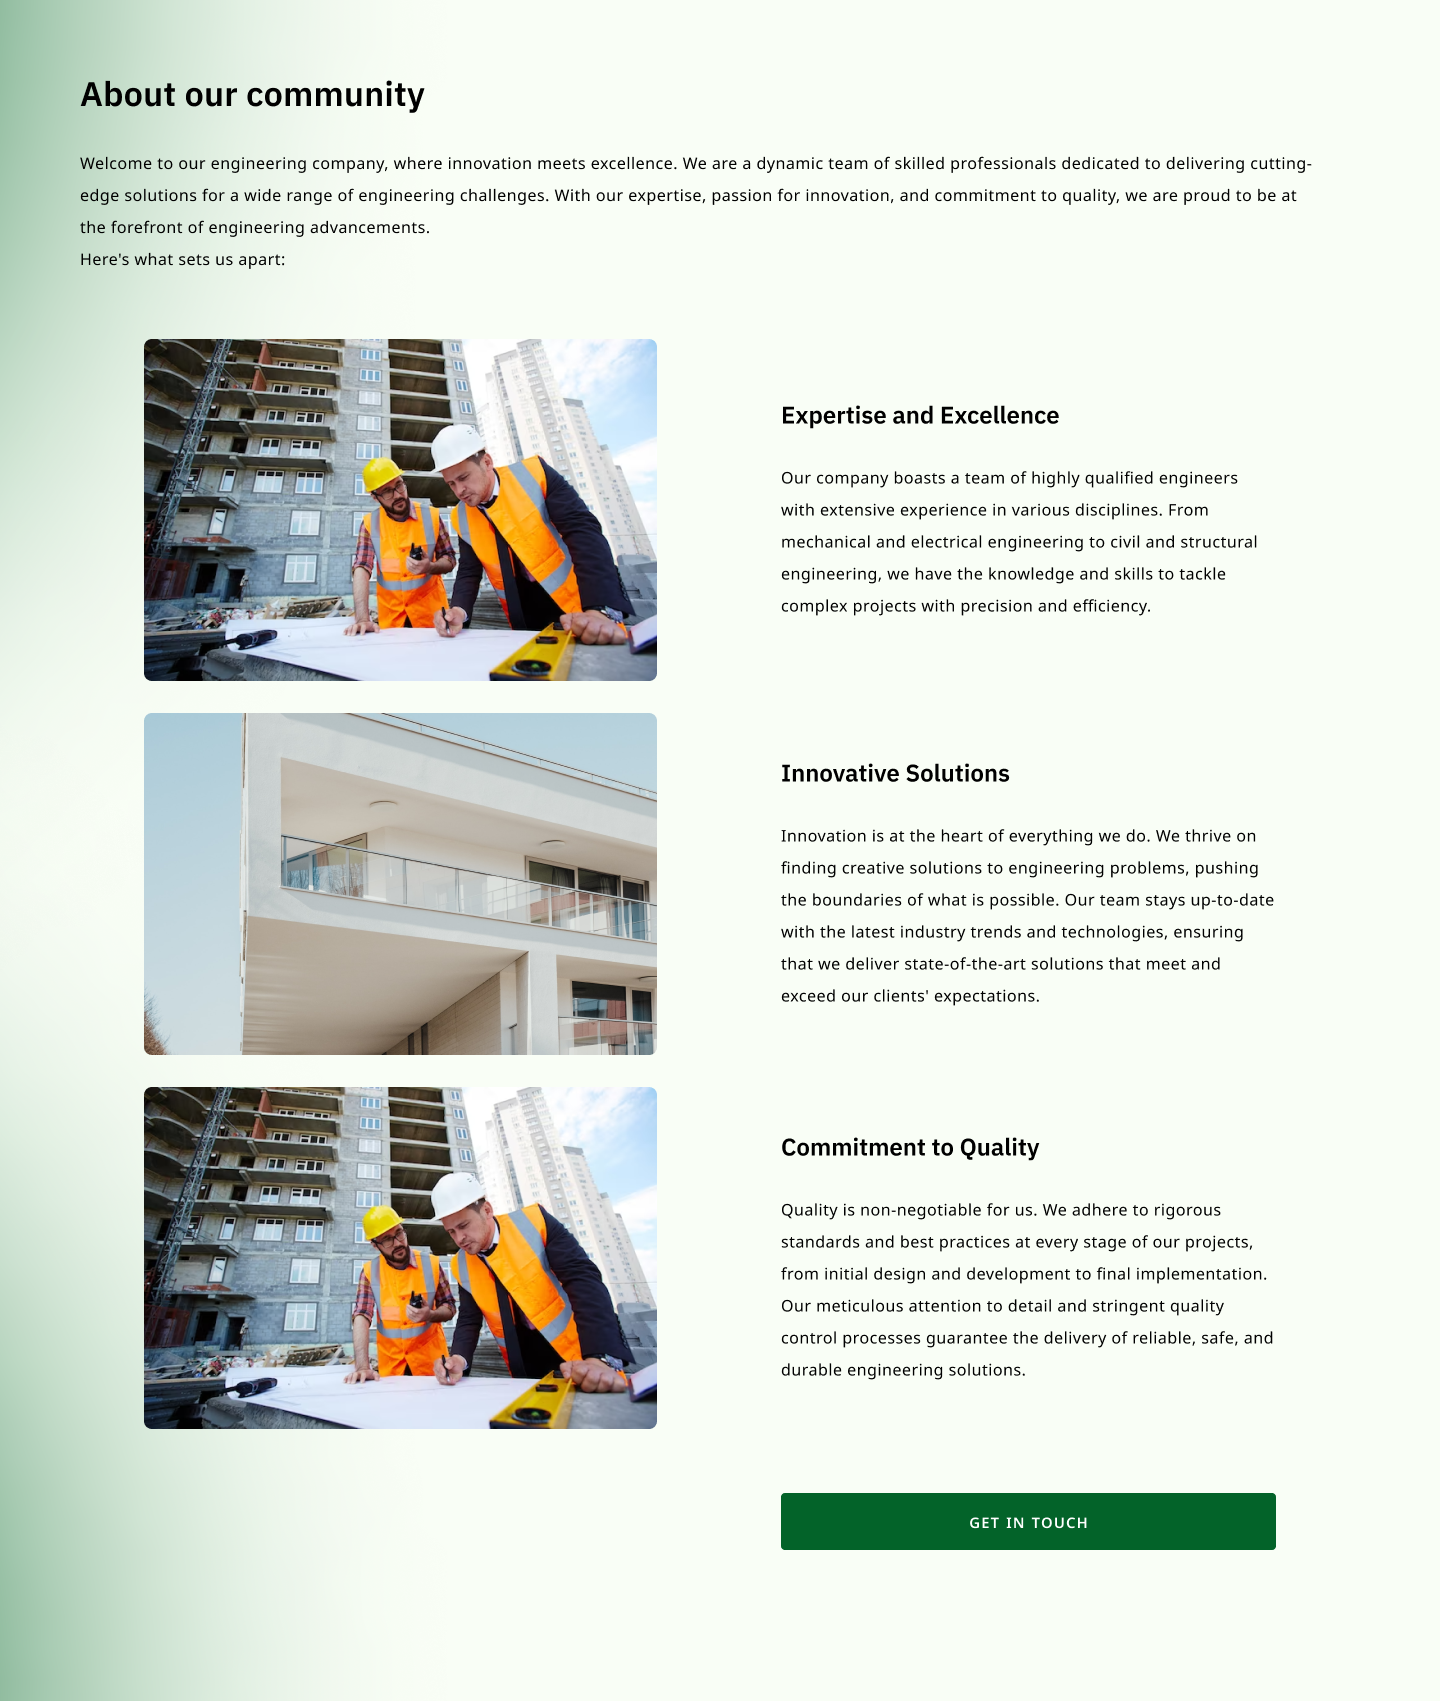 About our community
Welcome to our engineering company, where innovation meets excellence. We are a dynamic team of skilled professionals dedicated to delivering cutting-
edge solutions for a wide range of engineering challenges. With our expertise, passion for innovation, and commitment to quality, we are proud to be at
the forefront of engineering advancements.
Here's what sets us apart:
Expertise and Excellence
Our company boasts a team of highly qualified engineers
with extensive experience in various disciplines. From
mechanical and electrical engineering to civil and structural
engineering, we have the knowledge and skills to tackle
complex projects with precision and efficiency.
Innovative Solutions
Innovation is at the heart of everything we do. We thrive on
finding creative solutions to engineering problems, pushing
the boundaries of what is possible. Our team stays up-to-date
with the latest industry trends and technologies, ensuring
that we deliver state-of-the-art solutions that meet and
exceed our clients' expectations.
Commitment to Quality
Quality is non-negotiable for us. We adhere to rigorous
standards and best practices at every stage of our projects,
from initial design and development to final implementation.
Our meticulous attention to detail and stringent quality
control processes guarantee the delivery of reliable, safe, and
durable engineering solutions.
GET IN TOUCH